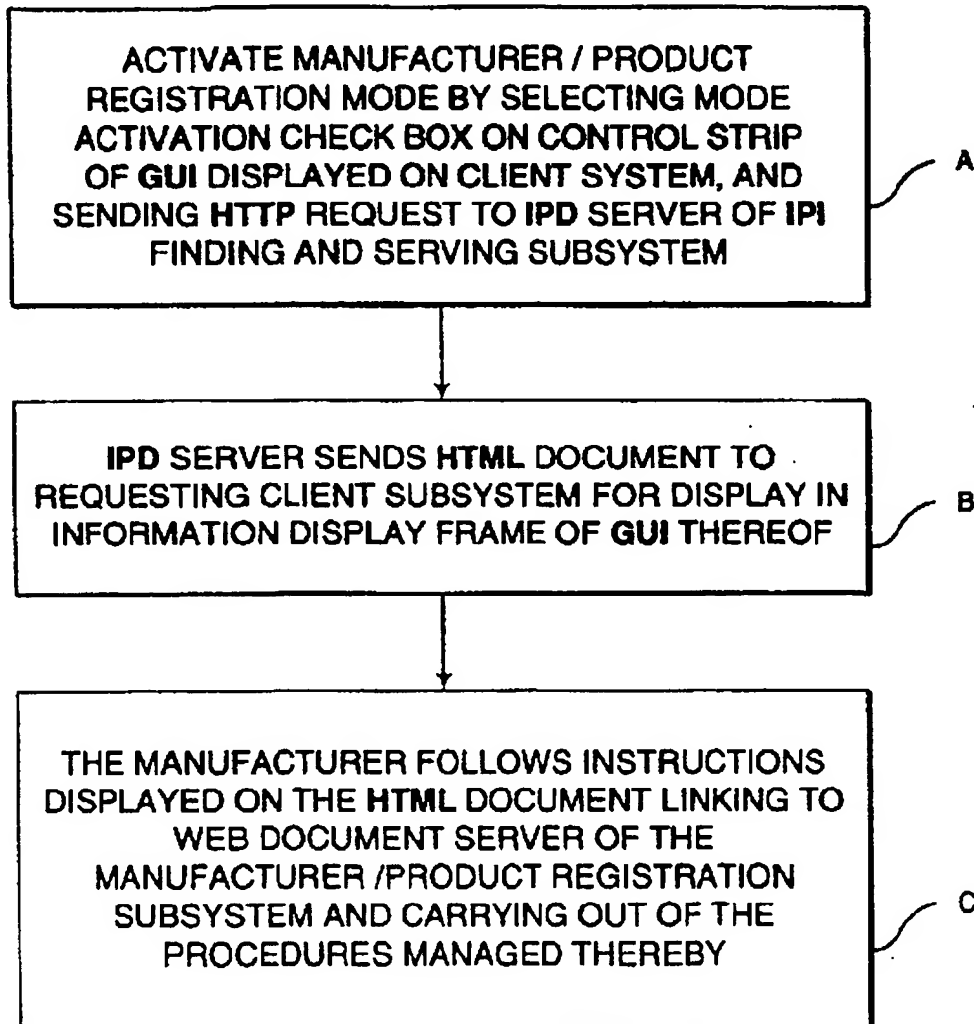 ACTIVATE MANUFACTURER / PRODUCT
REGISTRATION MODE BY SELECTING MODE
ACTIVATION CHECK BOX ON CONTROL STRIP
OF GUI DISPLAYED ON CLIENT SYSTEM, AND
SENDING HTTP REQUEST TO IPD SERVER OF IPI
FINDING AND SERVING SUBSYSTEM
A
IPD SERVER SENDS HTML DOCUMENT TO
REQUESTING CLIENT SUBSYSTEM FOR DISPLAY IN
INFORMATION DISPLAY FRAME OF GUI THEREOF
B
THE MANUFACTURER FOLLOWS INSTRUCTIONS
DISPLAYED ON THE HTML DOCUMENT LINKING TO
WEB DOCUMENT SERVER OF THE
MANUFACTURER /PRODUCT REGISTRATION
SUBSYSTEM AND CARRYING OUT OF THE
PROCEDURES MANAGED THEREBY
C